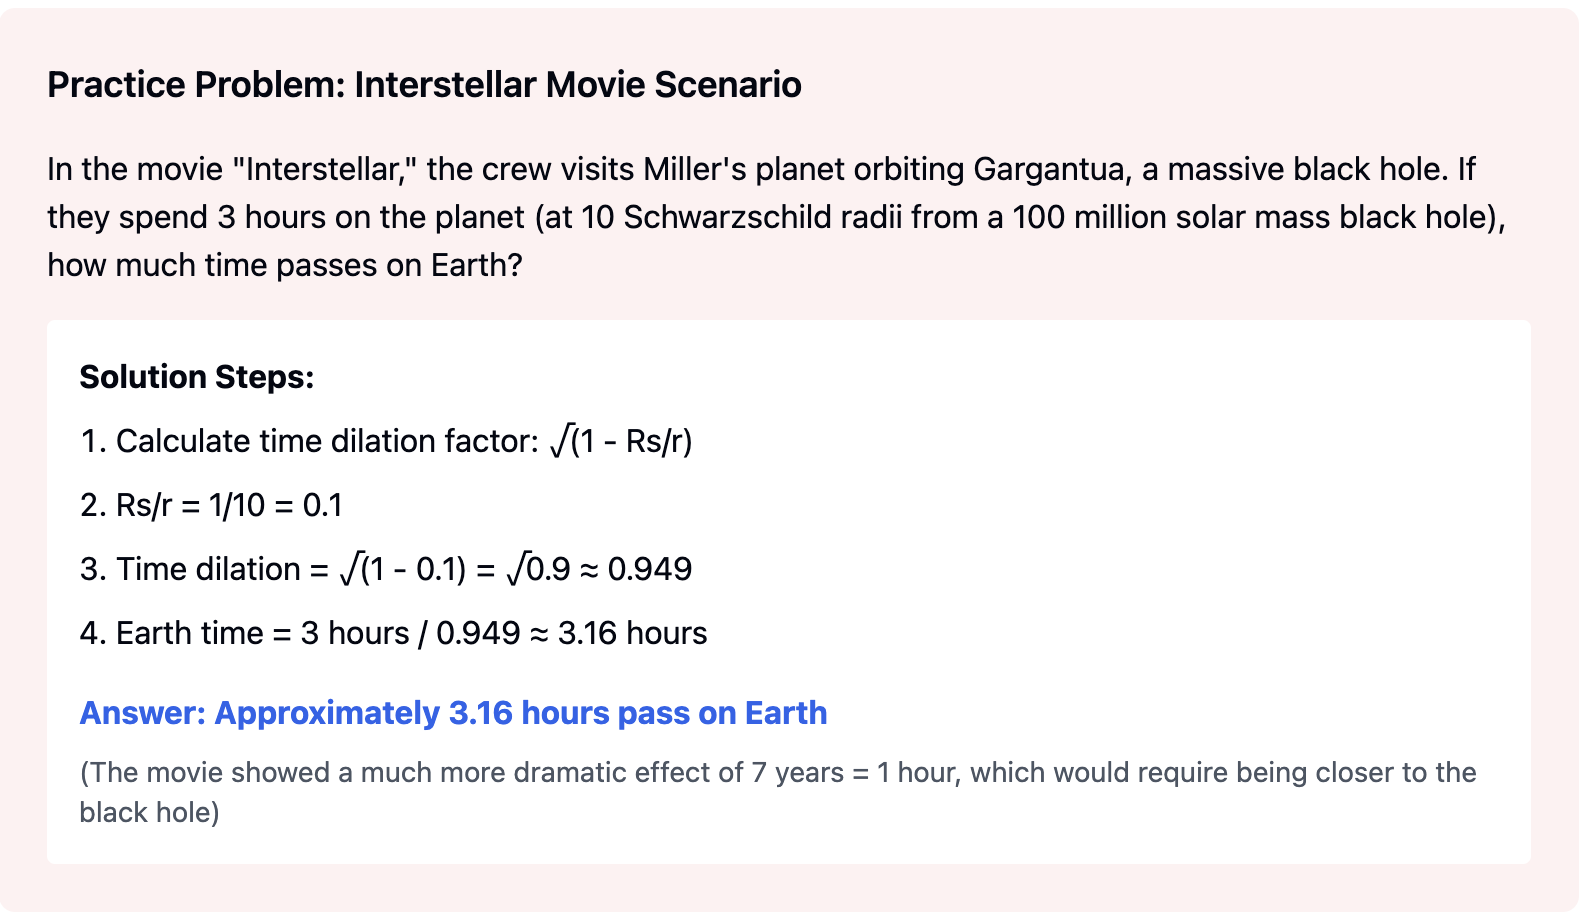 Practice Problem: Interstellar Movie Scenario
In the movie "Interstellar," the crew visits Miller's planet orbiting Gargantua, a massive black hole. If
they spend 3 hours on the planet (at 10 Schwarzschild radii from a 100 million solar mass black hole),
how much time passes on Earth?
Solution Steps:
1. Calculate time dilation factor: √(1 - Rs/r)
2. Rs/r = 1/10 = 0.1
3. Time dilation = √(1 - 0.1) = √0.9 ≈ 0.949
4. Earth time = 3 hours / 0.949 ≈ 3.16 hours
Answer: Approximately 3.16 hours pass on Earth
(The movie showed a much more dramatic effect of 7 years = 1 hour, which would require being closer to the
black hole)